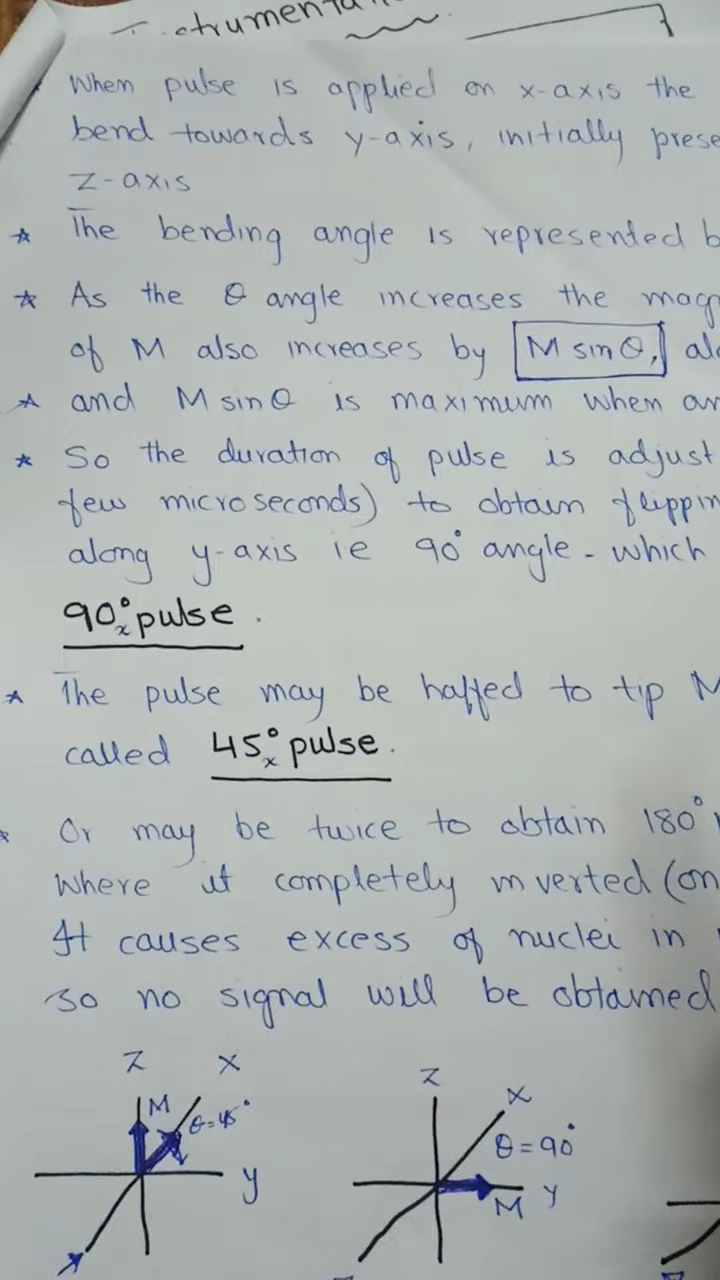 When pulse is applied on x-axis the
bend towards y-axis, initially prese
z-axis
* The bending angle is represented b
* As the θ angle increases the mag
of M also increases by M sinθ, al
* and M sinθ is maximum when an
* So the duration of pulse is adjust
few microseconds) to obtain flippin
along y-axis ie 90° angle - which
90°x pulse.
* The pulse may be halfed to tip M
called 45°x pulse.
* Or may be twice to obtain 180°
Where it completely inverted (on
It causes excess of nuclei in
so no signal will be obtained
Z X
M θ=45°
y
Z X
θ=90°
M Y